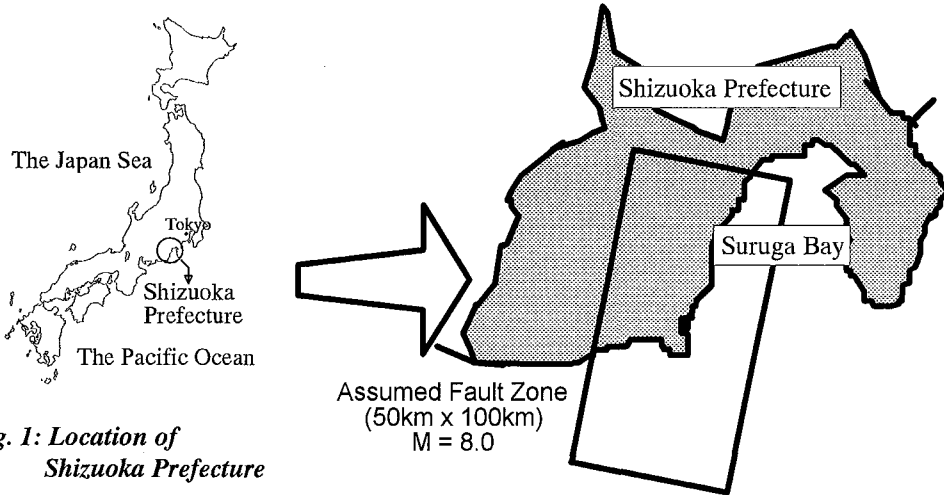 The Japan Sea
Tokyo
Shizuoka
Prefecture
The Pacific Ocean
g. 1: Location of
Shizuoka Prefecture
Shizuoka Prefecture
Suruga Bay
Assumed Fault Zone
(50km x 100km)
M = 8.0